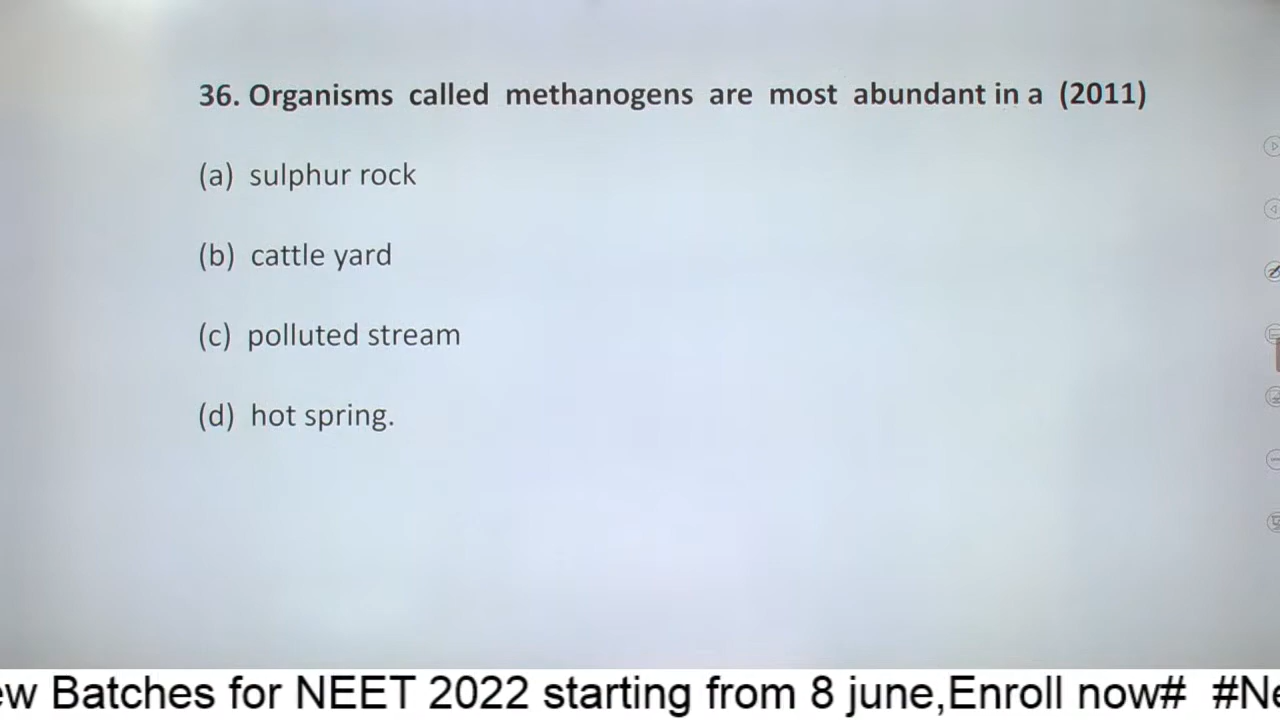 36. Organisms called methanogens are most abundant in a (2011)
(a) sulphur rock
(b) cattle yard
(c) polluted stream
(d) hot spring.
ew Batches for NEET 2022 starting from 8 june,Enroll now# #Ne